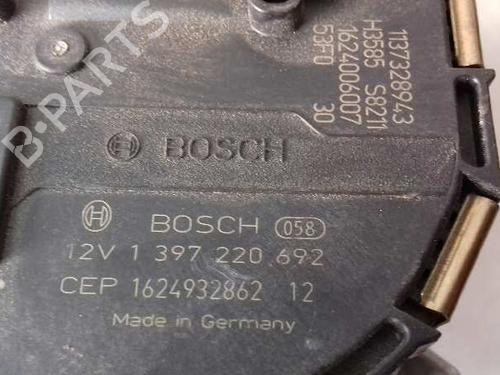 1137328943
H3585 S8211
1624006007
53F0 30
BOSCH
BOSCH 058
12V 1 397 220 692
CEP 1624932862 12
Made in Germany